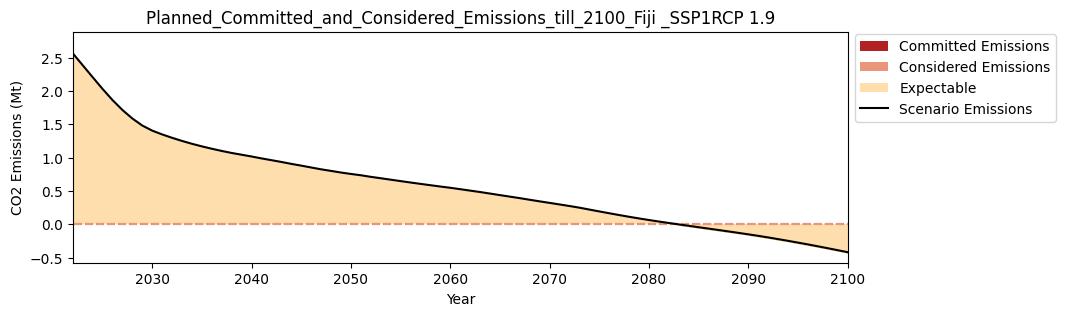 Planned_Committed_and_Considered_Emissions_till_2100_Fiji _SSP1RCP 1.9
Committed Emissions
Considered Emissions
Expectable
Scenario Emissions
CO2 Emissions (Mt)
2.5
2.0
1.5
1.0
0.5
0.0
−0.5
2030 2040 2050 2060 2070 2080 2090 2100
Year